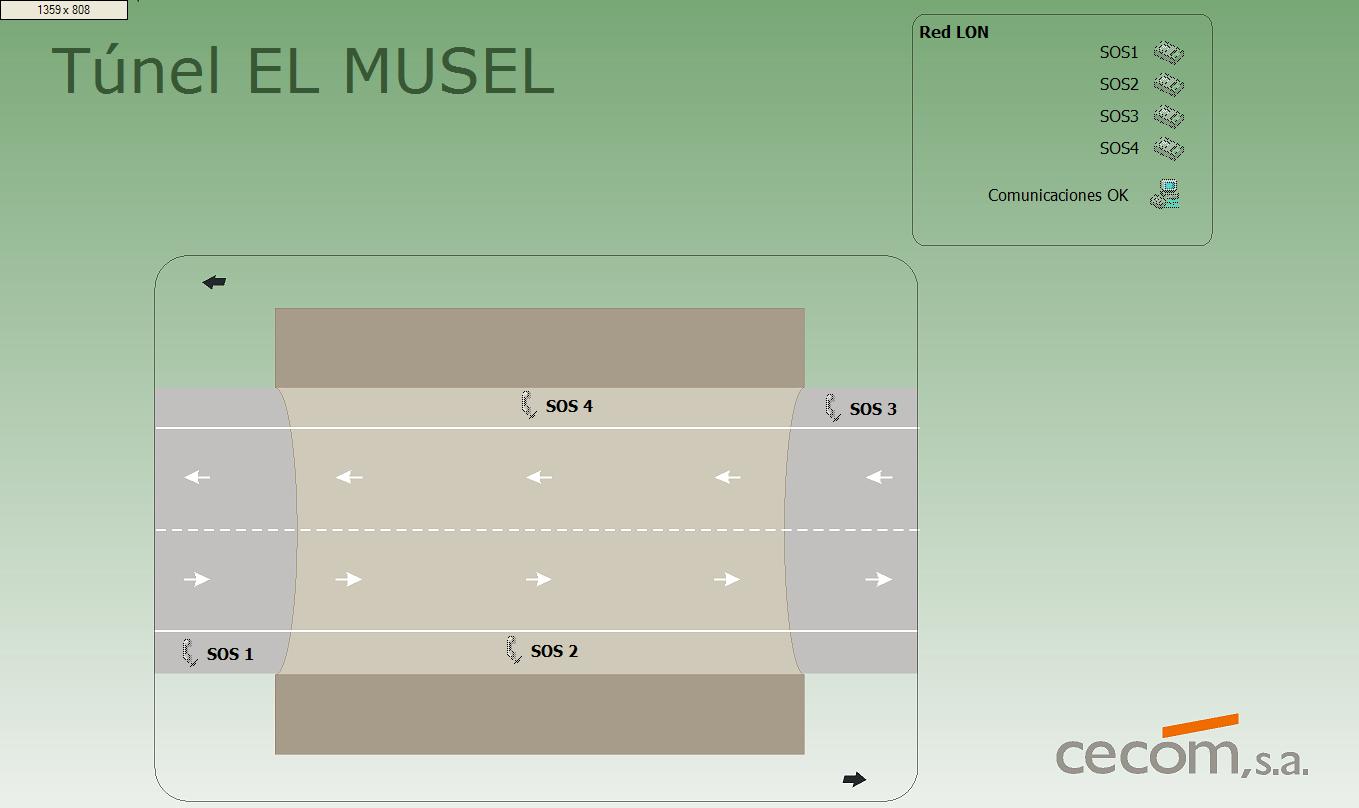 1359 x 808
Túnel EL MUSEL
Red LON
SOS1
SOS2
SOS3
SOS4
Comunicaciones OK
SOS 4
SOS 3
SOS 1
SOS 2
cecom,s.a.